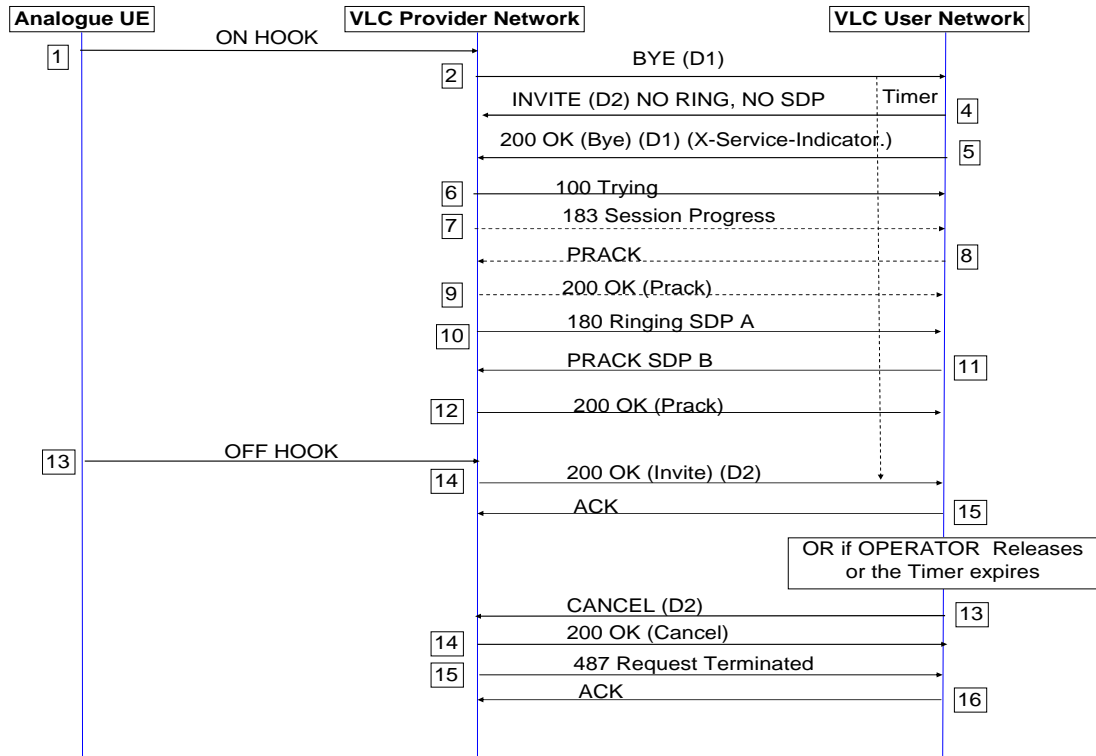 Analogue UE
VLC Provider Network
VLC User Network
ON HOOK
1
BYE (D1)
2
INVITE (D2) NO RING, NO SDP
Timer
4
200 OK (Bye) (D1) (X-Service-Indicator.)
5
6
100 Trying
7
183 Session Progress
PRACK
8
9
200 OK (Prack)
10
180 Ringing SDP A
PRACK SDP B
11
12
200 OK (Prack)
13
OFF HOOK
14
200 OK (Invite) (D2)
ACK
15
OR if OPERATOR Releases
or the Timer expires
CANCEL (D2)
13
14
200 OK (Cancel)
15
487 Request Terminated
ACK
16